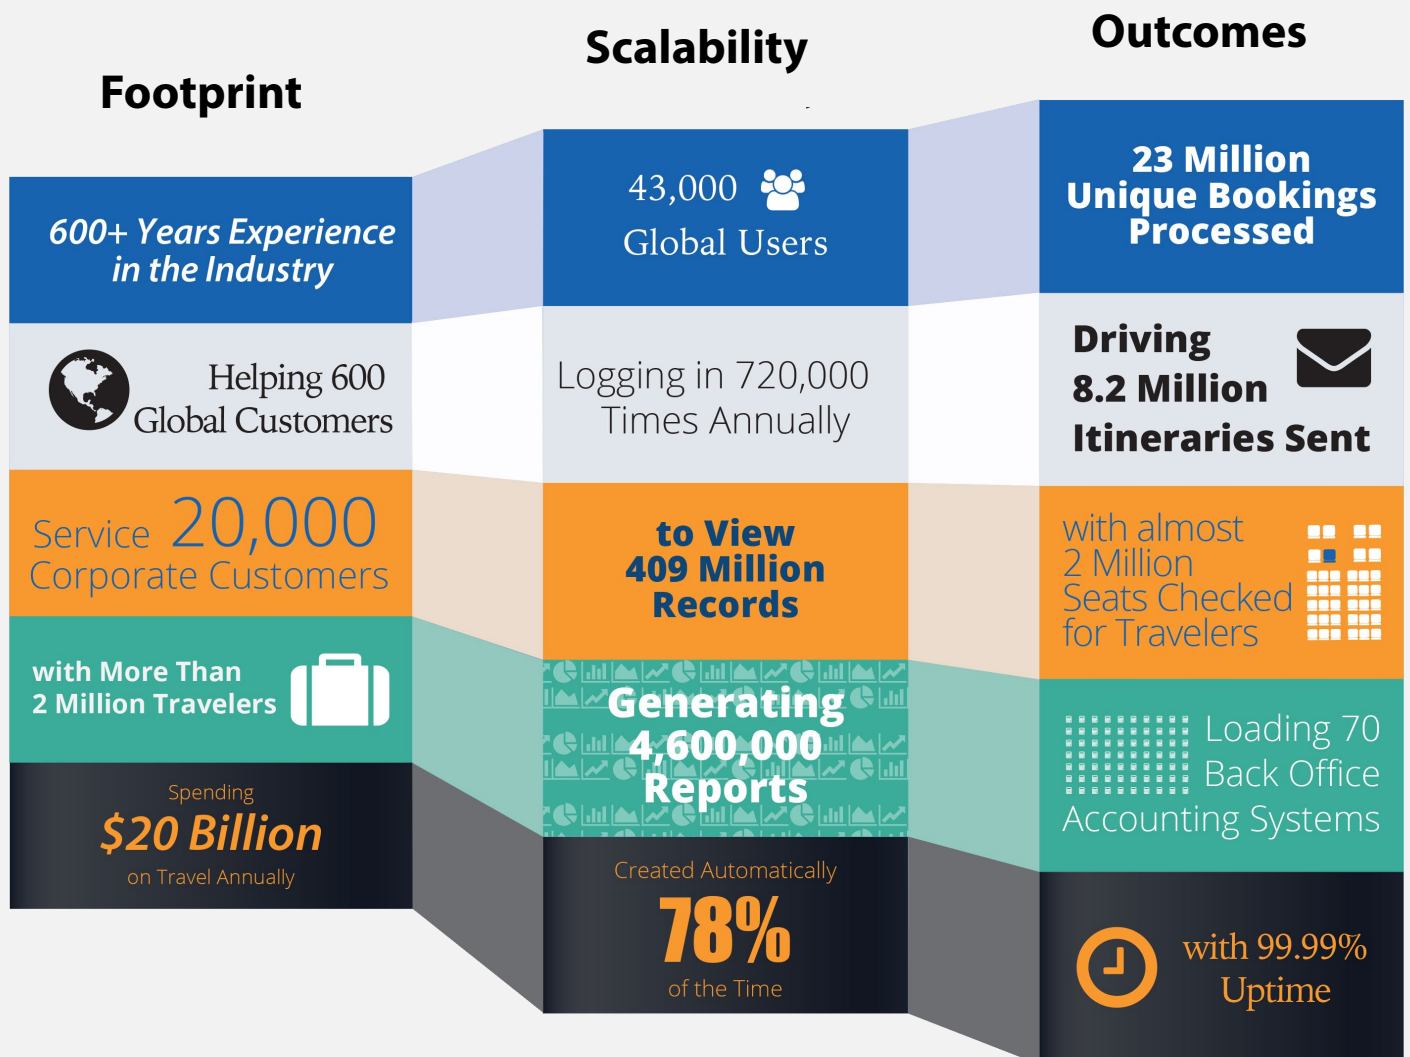 Footprint
600+ Years Experience
in the Industry
Helping 600
Global Customers
Service 20,000
Corporate Customers
with More Than
2 Million Travelers
Spending
$20 Billion
on Travel Annually
Scalability
43,000
Global Users
Logging in 720,000
Times Annually
to View
409 Million
Records
Generating
4,600,000
Reports
Created Automatically
78%
of the Time
Outcomes
23 Million
Unique Bookings
Processed
Driving
8.2 Million
Itineraries Sent
with almost
2 Million
Seats Checked
for Travelers
Loading 70
Back Office
Accounting Systems
with 99.99%
Uptime